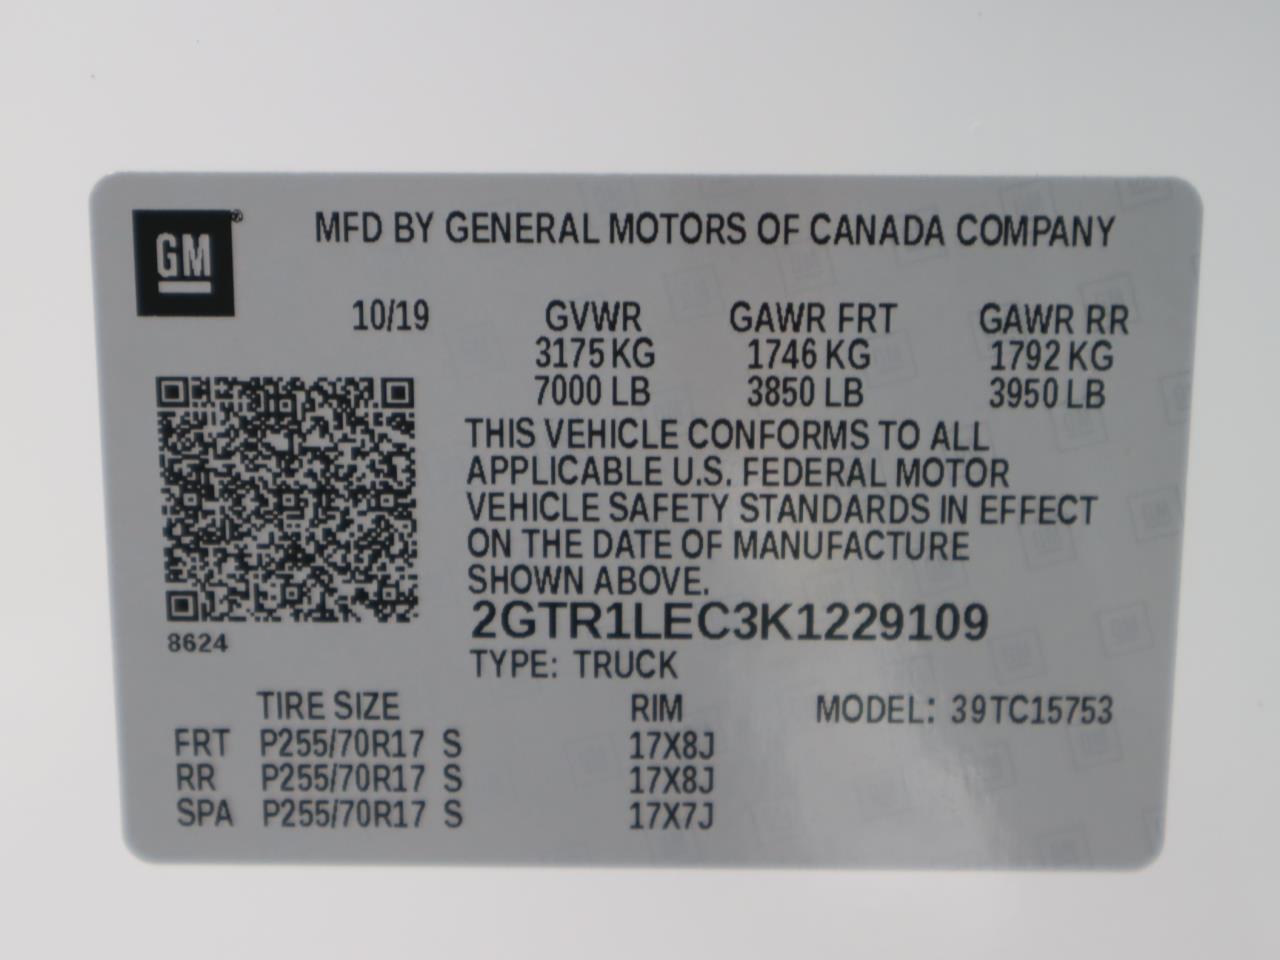 GM®
MFD BY GENERAL MOTORS OF CANADA COMPANY
10/19 GVWR GAWR FRT GAWR RR
3175 KG 1746 KG 1792 KG
7000 LB 3850 LB 3950 LB
THIS VEHICLE CONFORMS TO ALL
APPLICABLE U.S. FEDERAL MOTOR
VEHICLE SAFETY STANDARDS IN EFFECT
ON THE DATE OF MANUFACTURE
SHOWN ABOVE.
2GTR1LEC3K1229109
8624
TYPE: TRUCK
TIRE SIZE RIM MODEL: 39TC15753
FRT P255/70R17 S 17X8J
RR P255/70R17 S 17X8J
SPA P255/70R17 S 17X7J